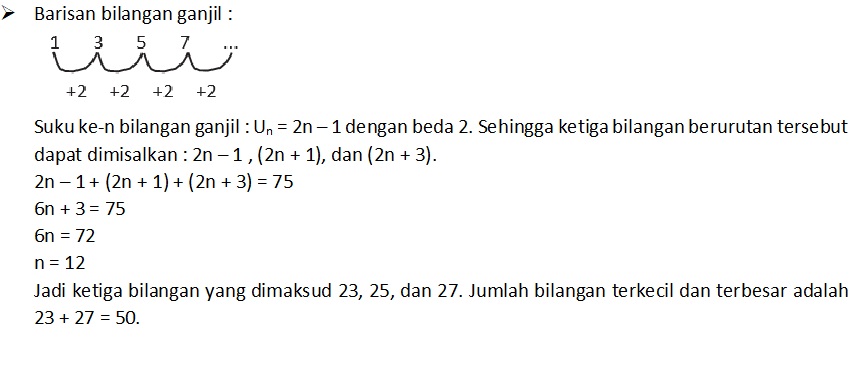 ➢ Barisan bilangan ganjil :
1 3 5 7 ...
+2 +2 +2 +2
Suku ke-n bilangan ganjil : Uₙ = 2n – 1 dengan beda 2. Sehingga ketiga bilangan berurutan tersebut
dapat dimisalkan : 2n – 1 , (2n + 1), dan (2n + 3).
2n – 1 + (2n + 1) + (2n + 3) = 75
6n + 3 = 75
6n = 72
n = 12
Jadi ketiga bilangan yang dimaksud 23, 25, dan 27. Jumlah bilangan terkecil dan terbesar adalah
23 + 27 = 50.